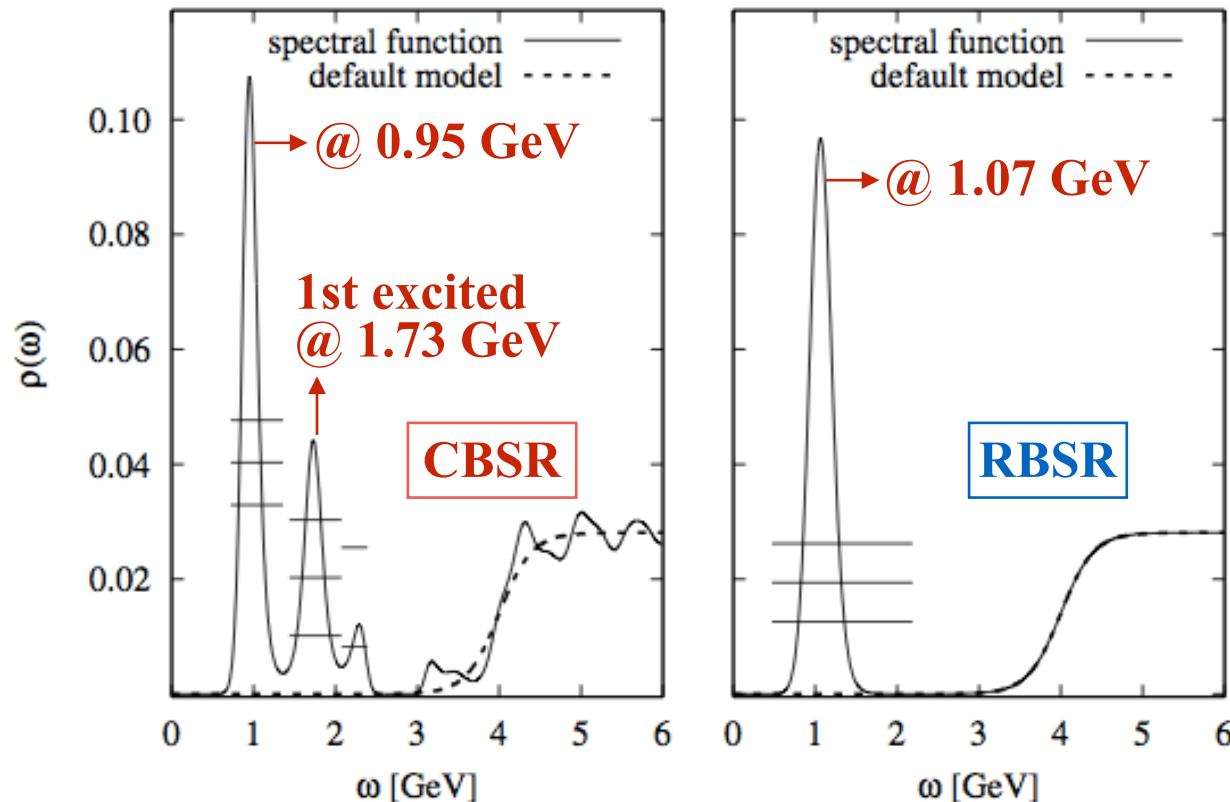 spectral function
default model
@ 0.95 GeV
1st excited
@ 1.73 GeV
CBSR
ρ(ω)
0.10
0.08
0.06
0.04
0.02
0 1 2 3 4 5 6
ω [GeV]
spectral function
default model
@ 1.07 GeV
RBSR
0 1 2 3 4 5 6
ω [GeV]